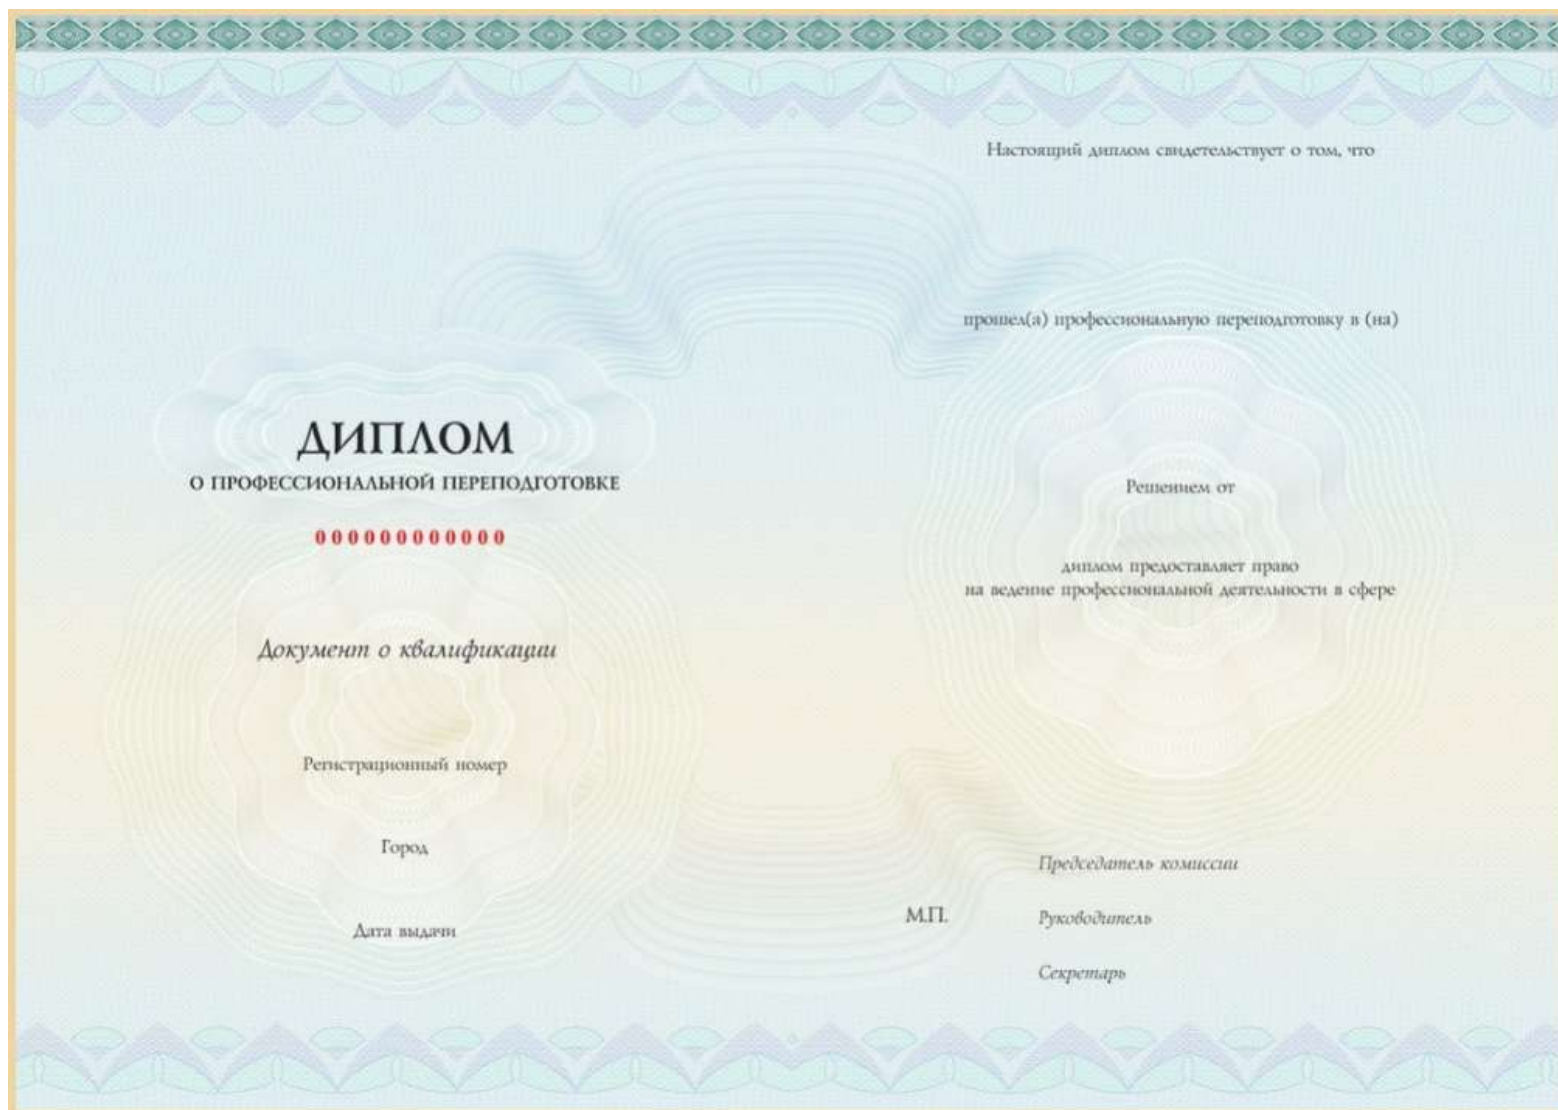 ДИПЛОМ
О ПРОФЕССИОНАЛЬНОЙ ПЕРЕПОДГОТОВКЕ
000000000000
Документ о квалификации
Регистрационный номер
Город
Дата выдачи
Настоящий диплом свидетельствует о том, что
прошел(а) профессиональную переподготовку в (на)
Решением от
диплом предоставляет право
на ведение профессиональной деятельности в сфере
Председатель комиссии
М.П.
Руководитель
Секретарь